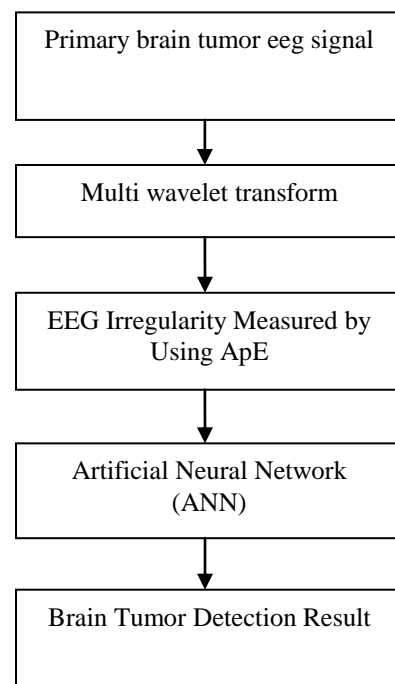 Primary brain tumor eeg signal
Multi wavelet transform
EEG Irregularity Measured by
Using ApE
Artificial Neural Network
(ANN)
Brain Tumor Detection Result